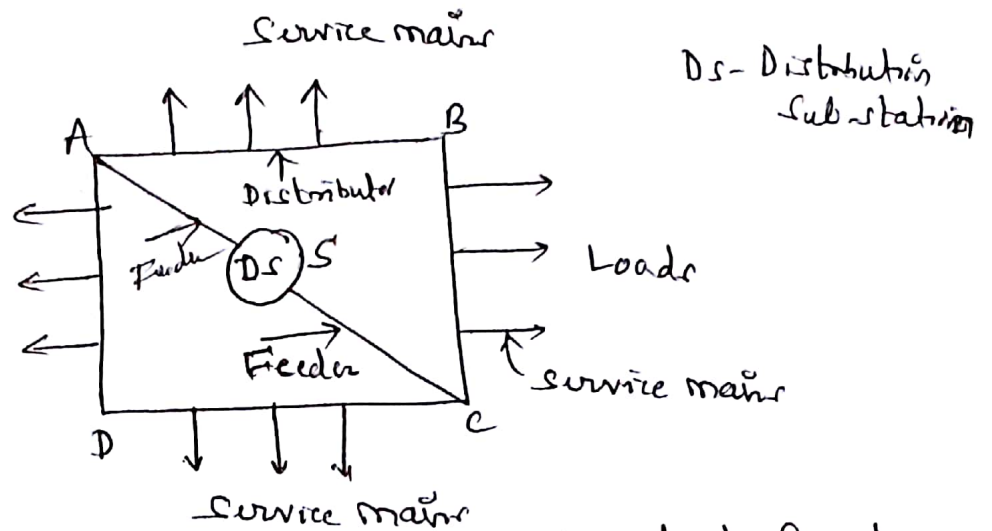 Service mains
Ds - Distribution
Sub-station
A
B
Distributor
Feeder
DS S
Loads
Feeder
Service mains
D
C
Service mains